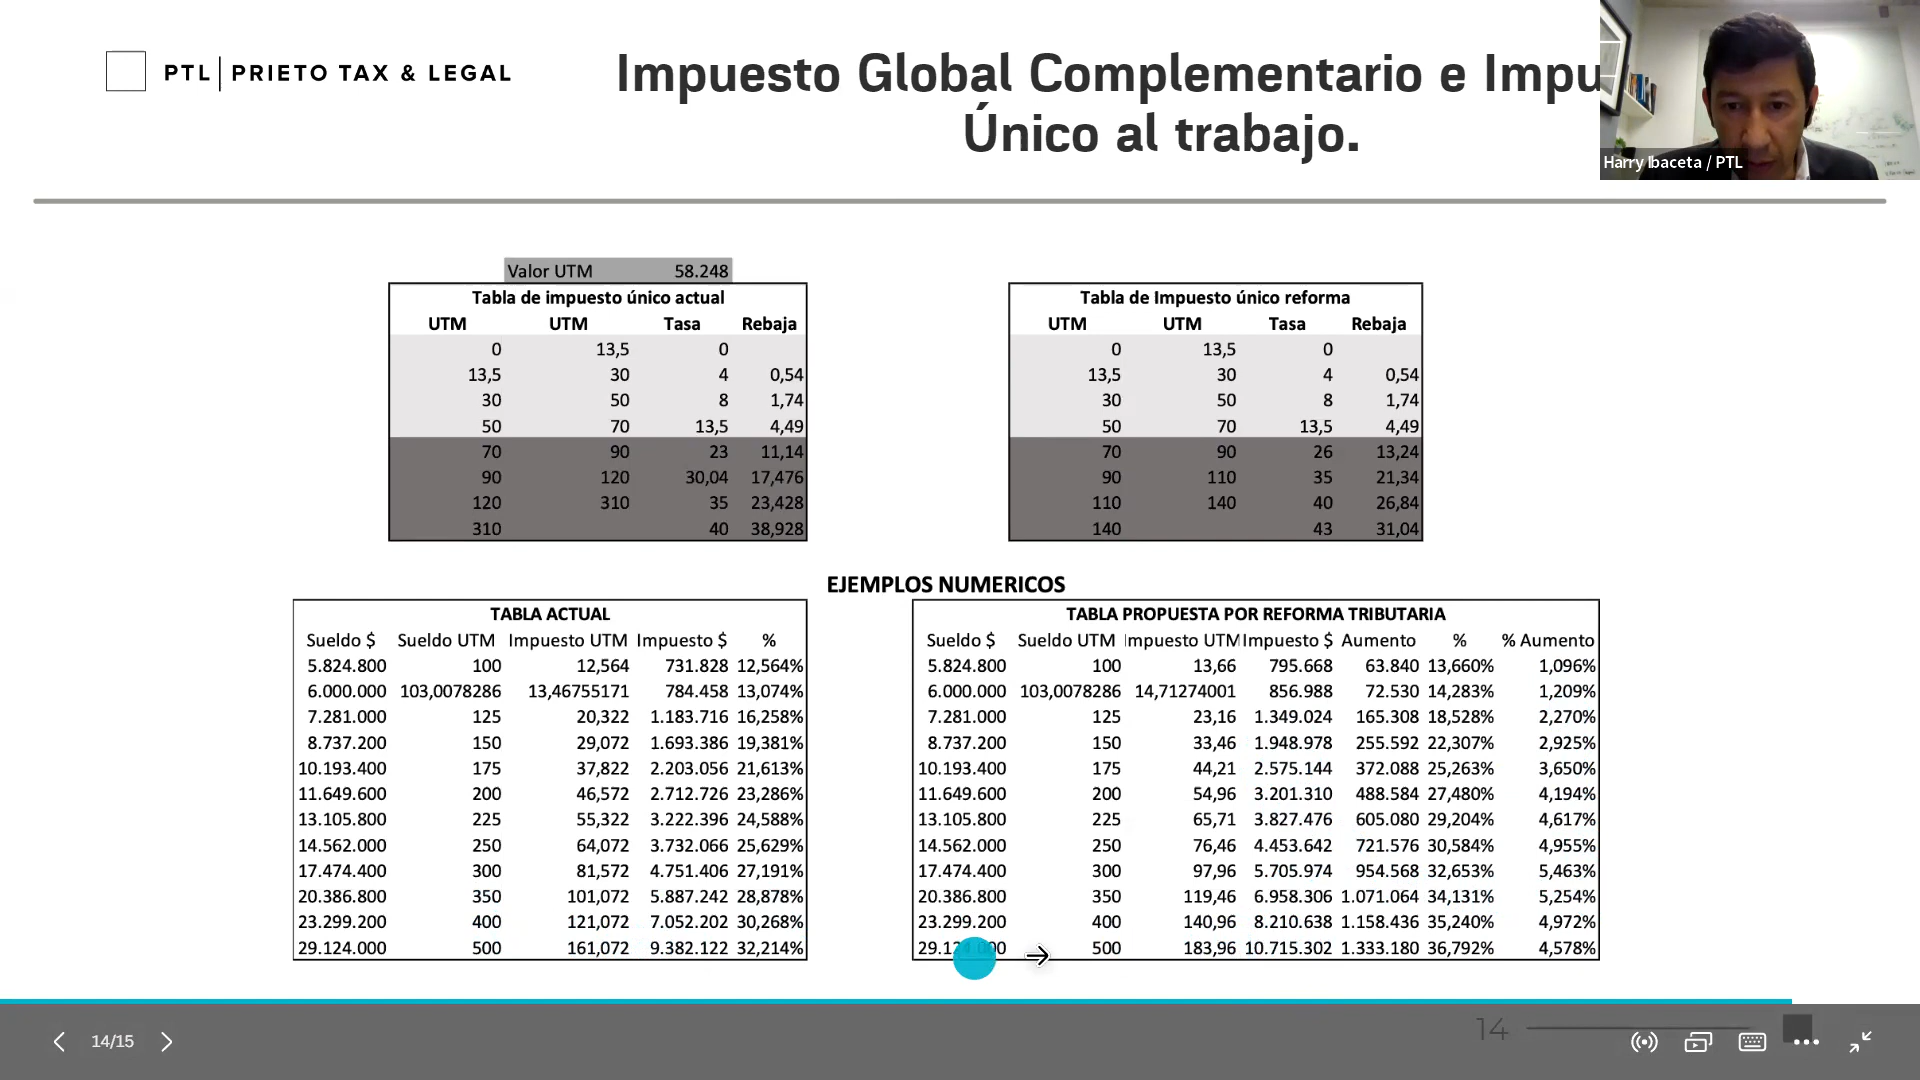 PTL | PRIETO TAX & LEGAL
Impuesto Global Complementario e Impu
Único al trabajo.
Harry Ibaceta / PTL
Valor UTM 58.248
Tabla de impuesto único actual
UTM UTM Tasa Rebaja
0 13,5 0
13,5 30 4 0,54
30 50 8 1,74
50 70 13,5 4,49
70 90 23 11,14
90 120 30,04 17,476
120 310 35 23,428
310 40 38,928
Tabla de Impuesto único reforma
UTM UTM Tasa Rebaja
0 13,5 0
13,5 30 4 0,54
30 50 8 1,74
50 70 13,5 4,49
70 90 26 13,24
90 110 35 21,34
110 140 40 26,84
140 43 31,04
EJEMPLOS NUMERICOS
TABLA ACTUAL
Sueldo $ Sueldo UTM Impuesto UTM Impuesto $ %
5.824.800 100 12,564 731.828 12,564%
6.000.000 103,0078286 13,46755171 784.458 13,074%
7.281.000 125 20,322 1.183.716 16,258%
8.737.200 150 29,072 1.693.386 19,381%
10.193.400 175 37,822 2.203.056 21,613%
11.649.600 200 46,572 2.712.726 23,286%
13.105.800 225 55,322 3.222.396 24,588%
14.562.000 250 64,072 3.732.066 25,629%
17.474.400 300 81,572 4.751.406 27,191%
20.386.800 350 101,072 5.887.242 28,878%
23.299.200 400 121,072 7.052.202 30,268%
29.124.000 500 161,072 9.382.122 32,214%
TABLA PROPUESTA POR REFORMA TRIBUTARIA
Sueldo $ Sueldo UTM Impuesto UTM Impuesto $ Aumento % % Aumento
5.824.800 100 13,66 795.668 63.840 13,660% 1,096%
6.000.000 103,0078286 14,71274001 856.988 72.530 14,283% 1,209%
7.281.000 125 23,16 1.349.024 165.308 18,528% 2,270%
8.737.200 150 33,46 1.948.978 255.592 22,307% 2,925%
10.193.400 175 44,21 2.575.144 372.088 25,263% 3,650%
11.649.600 200 54,96 3.201.310 488.584 27,480% 4,194%
13.105.800 225 65,71 3.827.476 605.080 29,204% 4,617%
14.562.000 250 76,46 4.453.642 721.576 30,584% 4,955%
17.474.400 300 97,96 5.705.974 954.568 32,653% 5,463%
20.386.800 350 119,46 6.958.306 1.071.064 34,131% 5,254%
23.299.200 400 140,96 8.210.638 1.158.436 35,240% 4,972%
29.124.000 500 183,96 10.715.302 1.333.180 36,792% 4,578%
14/15
14